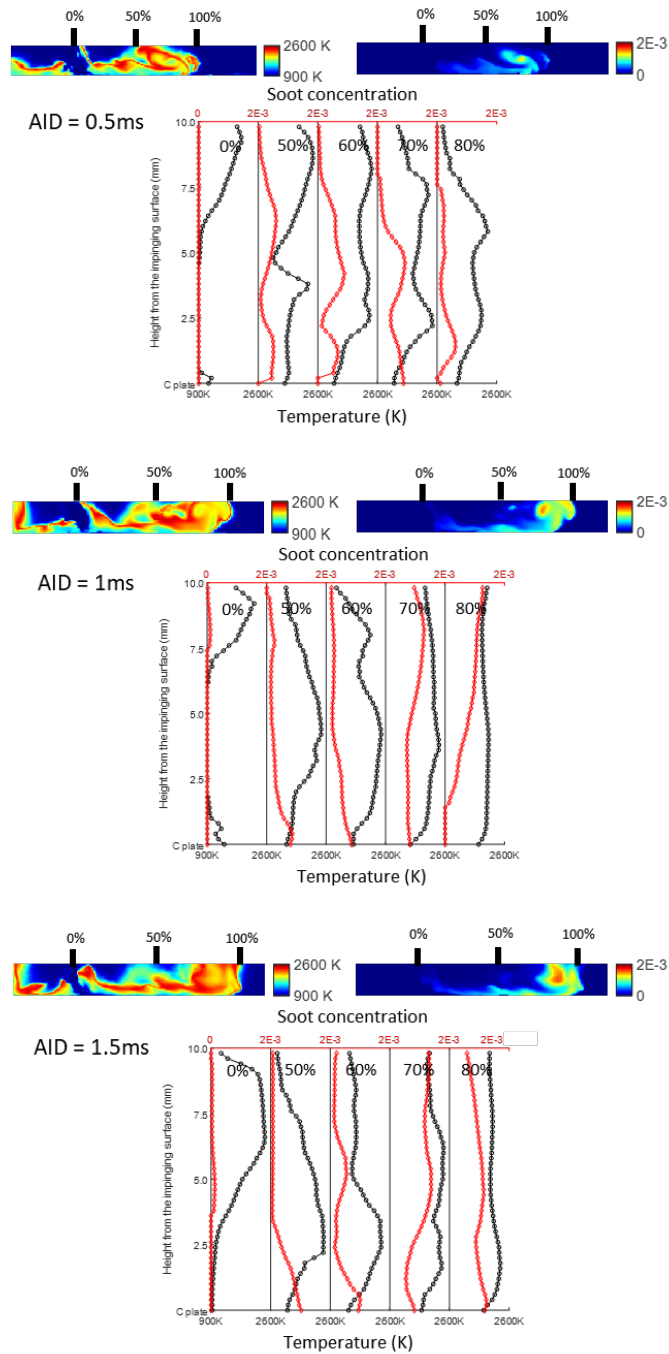 0% 50% 100% 0% 50% 100%
2600 K 2E-3
900 K 0
Soot concentration
AID = 0.5ms
0 2E-3 2E-3 2E-3 2E-3 2E-3
10.0
0% 50% 60% 70% 80%
7.5
Height from the impinging surface (mm)
5.0
2.5
C plate
900K 2600K 2600K 2600K 2600K 2600K
Temperature (K)
0% 50% 100% 0% 50% 100%
2600 K 2E-3
900 K 0
Soot concentration
AID = 1ms
0 2E-3 2E-3 2E-3 2E-3 2E-3
10.0
0% 50% 60% 70% 80%
7.5
Height from the impinging surface (mm)
5.0
2.5
C plate
900K 2600K 2600K 2600K 2600K 2600K
Temperature (K)
0% 50% 100% 0% 50% 100%
2600 K 2E-3
900 K 0
Soot concentration
AID = 1.5ms
0 2E-3 2E-3 2E-3 2E-3 2E-3
10.0
0% 50% 60% 70% 80%
7.5
Height from the impinging surface (mm)
5.0
2.5
C plate
900K 2600K 2600K 2600K 2600K 2600K
Temperature (K)